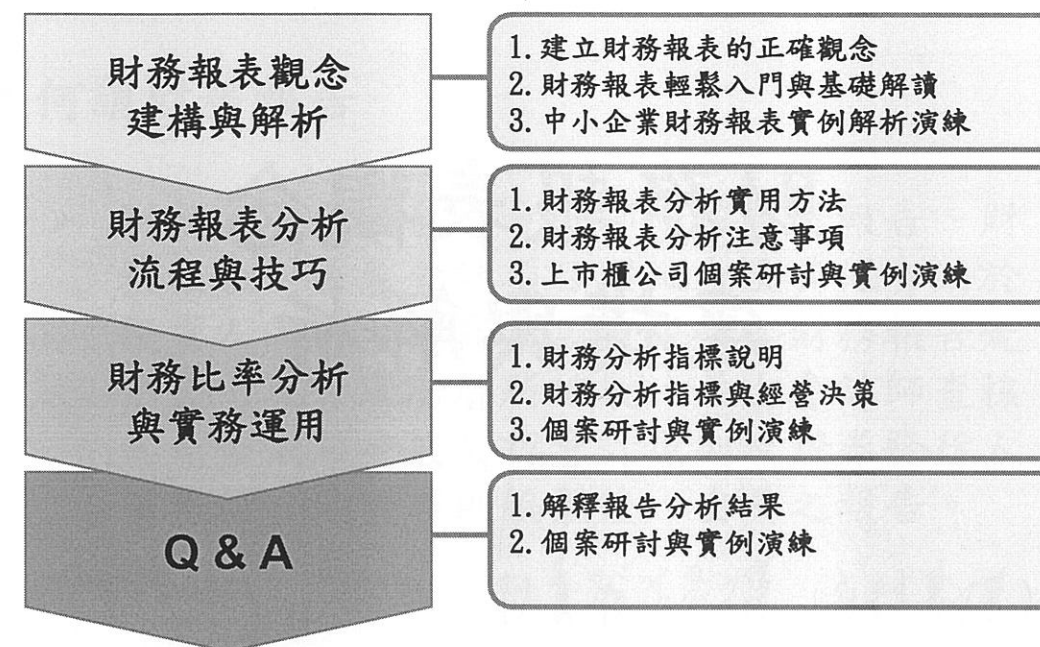 財務報表觀念
建構與解析
1. 建立財務報表的正確觀念
2. 財務報表輕鬆入門與基礎解讀
3. 中小企業財務報表實例解析演練
財務報表分析
流程與技巧
1. 財務報表分析實用方法
2. 財務報表分析注意事項
3. 上市櫃公司個案研討與實例演練
財務比率分析
與實務運用
1. 財務分析指標說明
2. 財務分析指標與經營決策
3. 個案研討與實例演練
Q & A
1. 解釋報告分析結果
2. 個案研討與實例演練